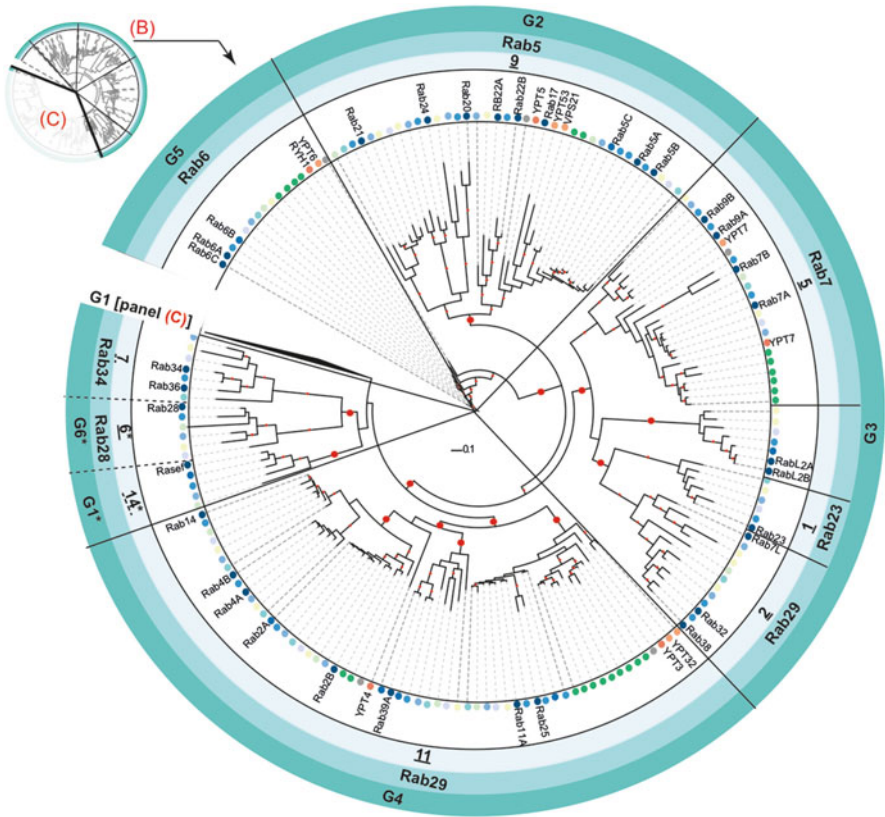 (B)
(C)
G2
Rab5
9
G5
Rab6
Rab21
Rab24
Rab20
RB22A
Rab22B
YPT5
Rab17
YPT53
VPS21
Rab5C
Rab5A
Rab5B
YPT6
RYH1
Rab6B
Rab6A
Rab6C
Rab9B
Rab9A
YPT7
Rab7B
Rab7A
YPT7
Rab7
5
G3
G1 [panel (C)]
7
Rab34
Rab34
Rab36
Rab28
6*
Rab28
G6*
Rasef
14*
G1*
0.1
RabL2A
RabL2B
1
Rab23
Rab23
Rab7L
2
Rab29
Rab32
Rab38
YPT32
YPT3
Rab14
Rab4B
Rab4A
Rab2A
Rab2B
YPT4
Rab39A
Rab11A
Rab25
11
Rab29
G4